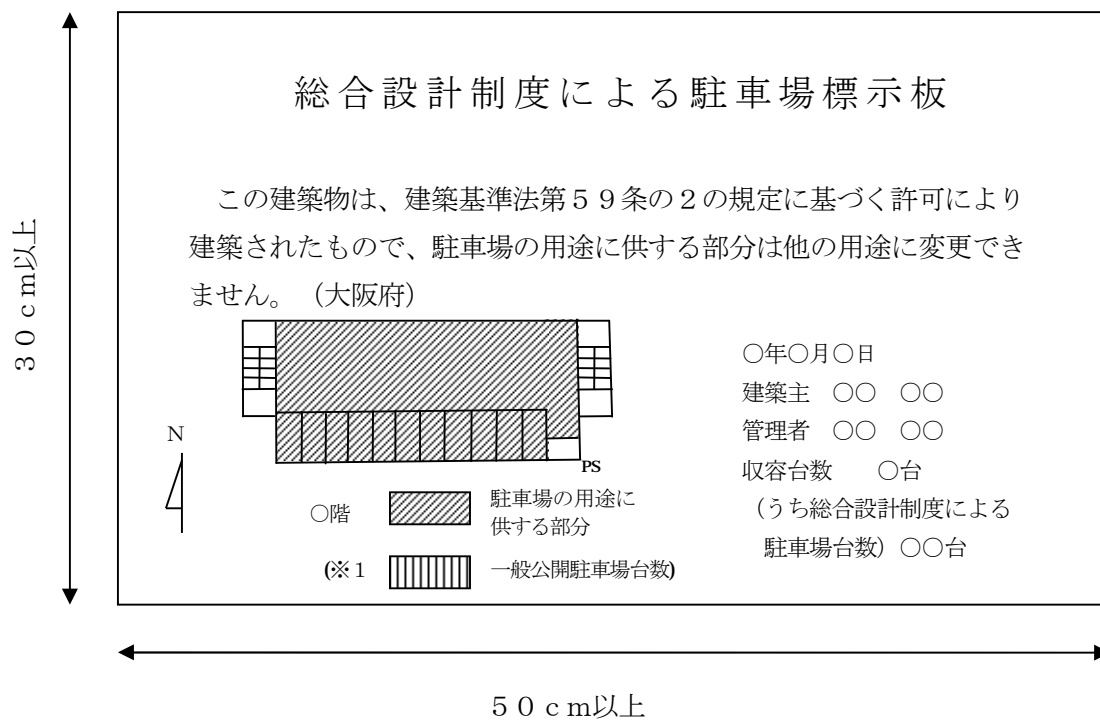 総合設計制度による駐車場標示板
この建築物は、建築基準法第５９条の２の規定に基づく許可により
建築されたもので、駐車場の用途に供する部分は他の用途に変更でき
ません。（大阪府）
３０ｃｍ以上
N
PS
○階
駐車場の用途に
供する部分
(※１
一般公開駐車場台数)
○年○月○日
建築主　○○　○○
管理者　○○　○○
収容台数　　○台
（うち総合設計制度による
駐車場台数）○○台
５０ｃｍ以上